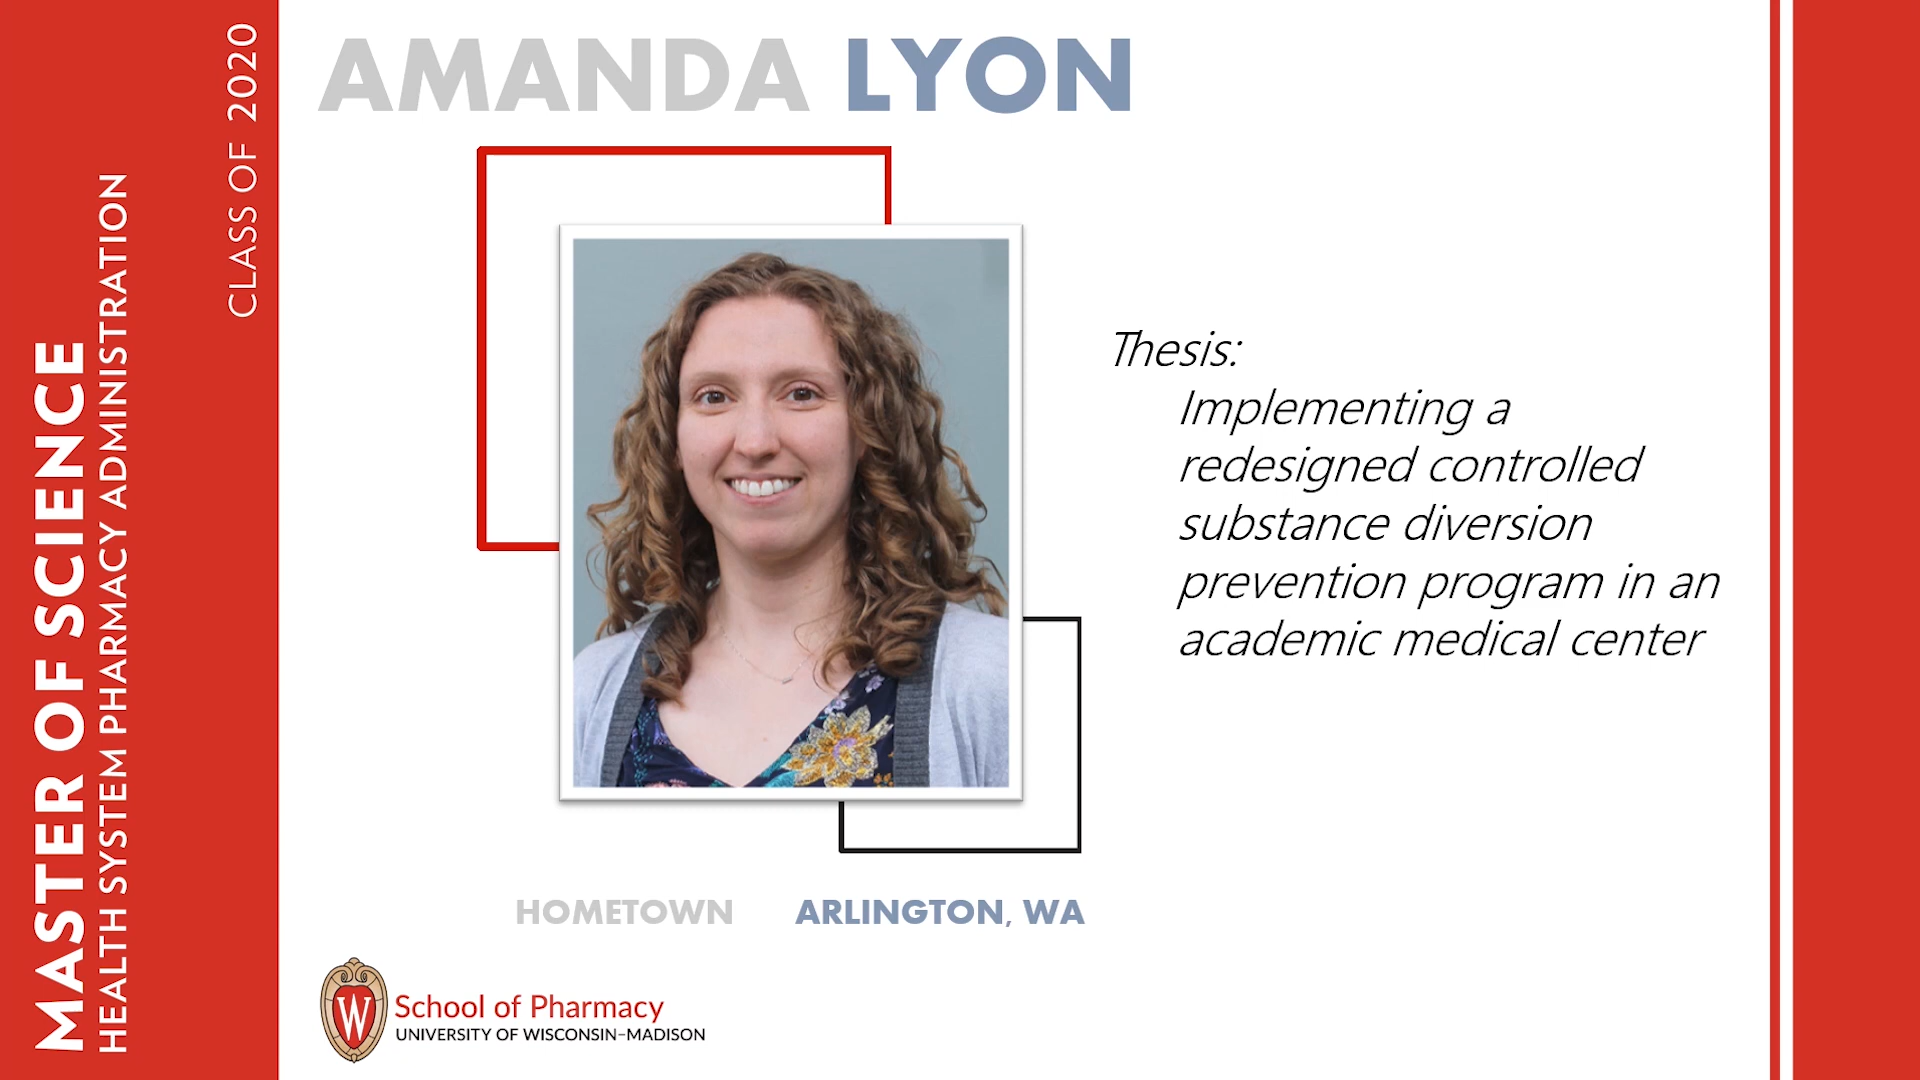 MASTER OF SCIENCE
HEALTH SYSTEM PHARMACY ADMINISTRATION
CLASS OF 2020
AMANDA LYON
Thesis:
Implementing a
redesigned controlled
substance diversion
prevention program in an
academic medical center
HOMETOWN ARLINGTON, WA
W
School of Pharmacy
UNIVERSITY OF WISCONSIN–MADISON